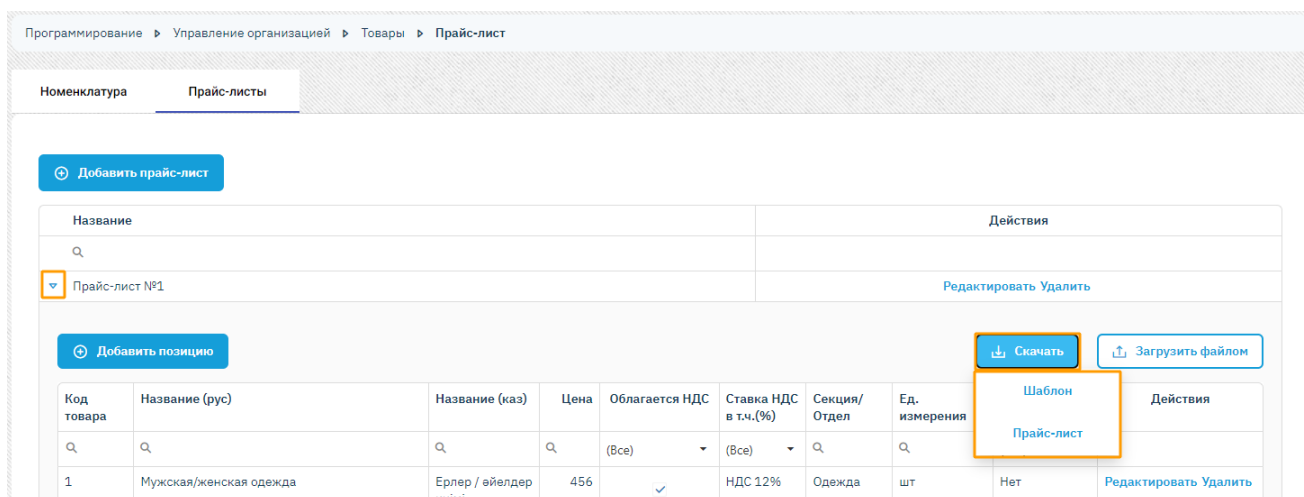 Программирование Управление организацией Товары Прайс-лист
Номенклатура Прайс-листы
Добавить прайс-лист
Название Действия
Прайс-лист №1 Редактировать Удалить
Добавить позицию Скачать Загрузить файлом
Шаблон
Прайс-лист
Код товара Название (рус) Название (каз) Цена Облагается НДС Ставка НДС в т.ч.(%) Секция/Отдел Ед. измерения Действия
(Все) (Все)
1 Мужская/женская одежда Ерлер / әйелдер 456 НДС 12% Одежда шт Нет Редактировать Удалить